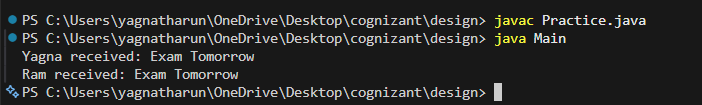 PS C:\Users\yagnatharun\OneDrive\Desktop\cognizant\design> javac Practice.java
PS C:\Users\yagnatharun\OneDrive\Desktop\cognizant\design> java Main
Yagna received: Exam Tomorrow
Ram received: Exam Tomorrow
PS C:\Users\yagnatharun\OneDrive\Desktop\cognizant\design>